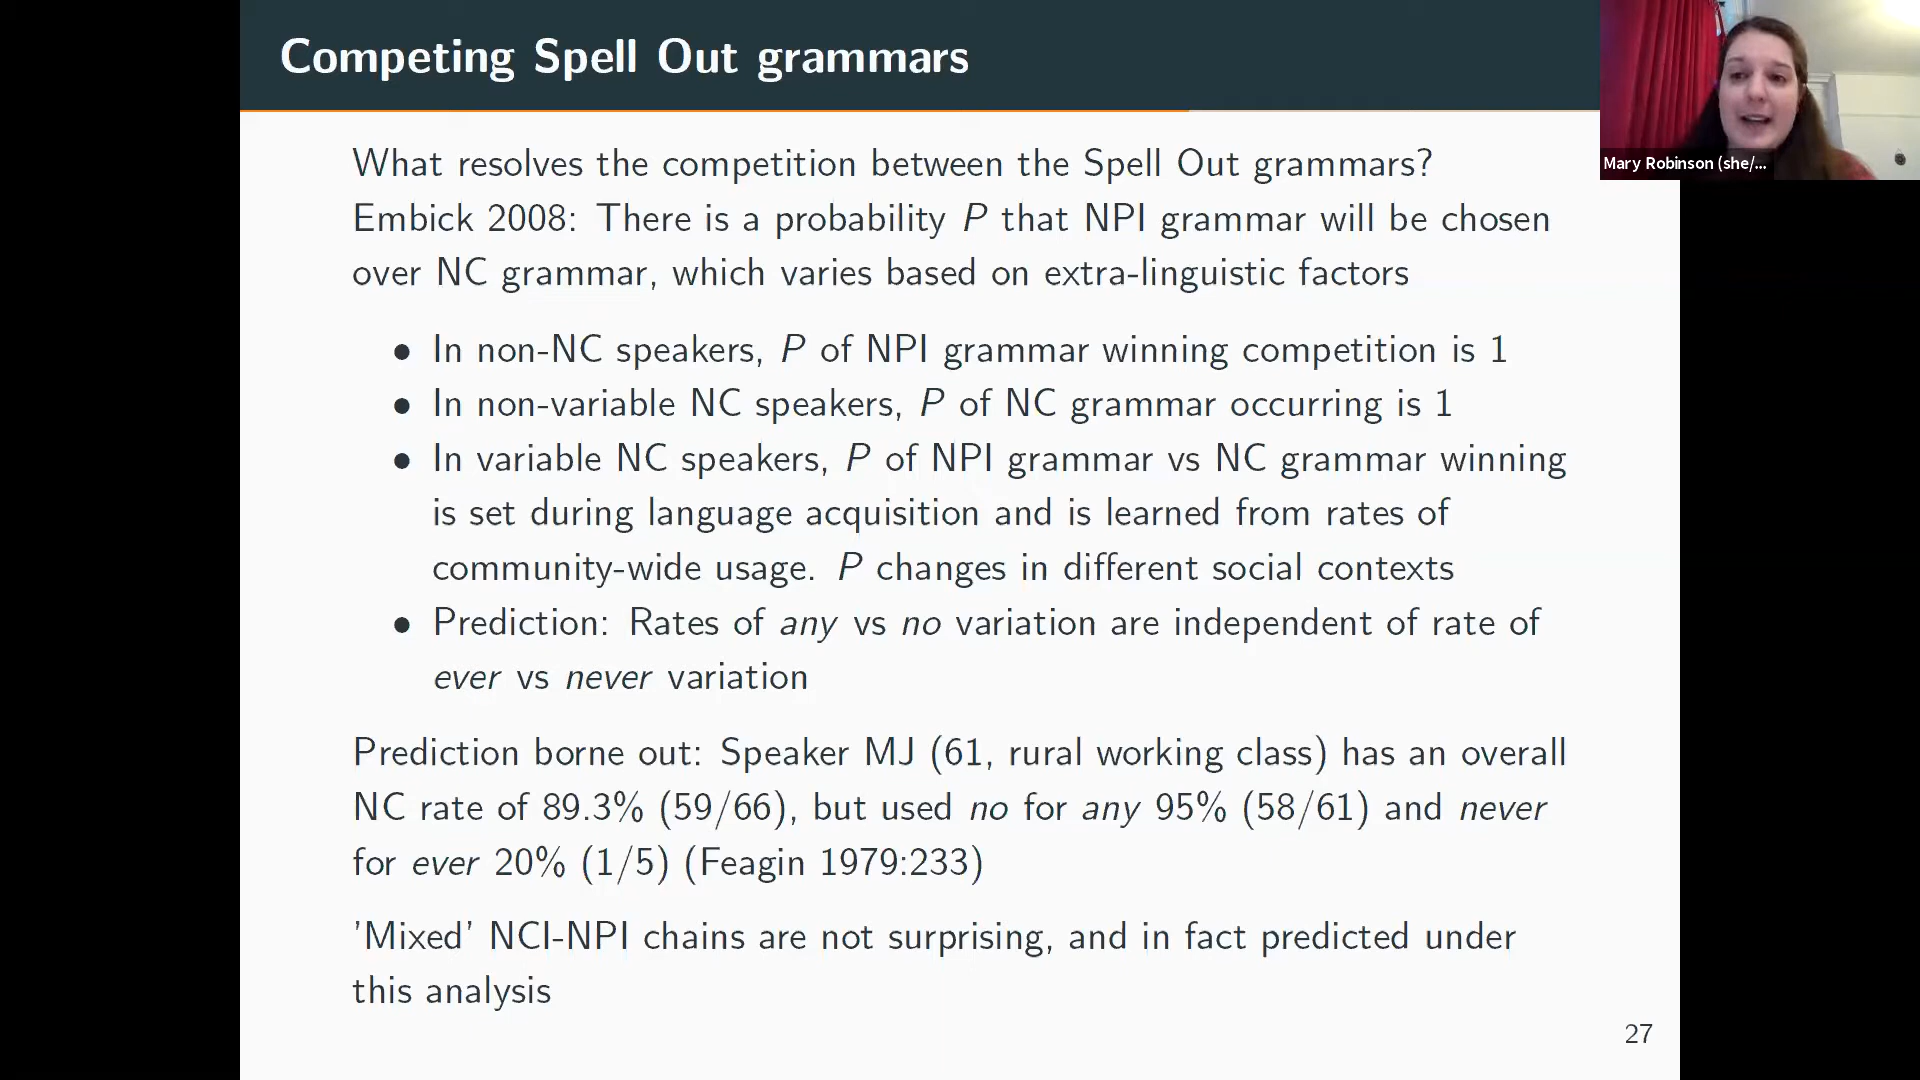 Competing Spell Out grammars
Mary Robinson (she/...
What resolves the competition between the Spell Out grammars?
Embick 2008: There is a probability P that NPI grammar will be chosen
over NC grammar, which varies based on extra-linguistic factors
• In non-NC speakers, P of NPI grammar winning competition is 1
• In non-variable NC speakers, P of NC grammar occurring is 1
• In variable NC speakers, P of NPI grammar vs NC grammar winning
is set during language acquisition and is learned from rates of
community-wide usage. P changes in different social contexts
• Prediction: Rates of any vs no variation are independent of rate of
ever vs never variation
Prediction borne out: Speaker MJ (61, rural working class) has an overall
NC rate of 89.3% (59/66), but used no for any 95% (58/61) and never
for ever 20% (1/5) (Feagin 1979:233)
'Mixed' NCI-NPI chains are not surprising, and in fact predicted under
this analysis
27